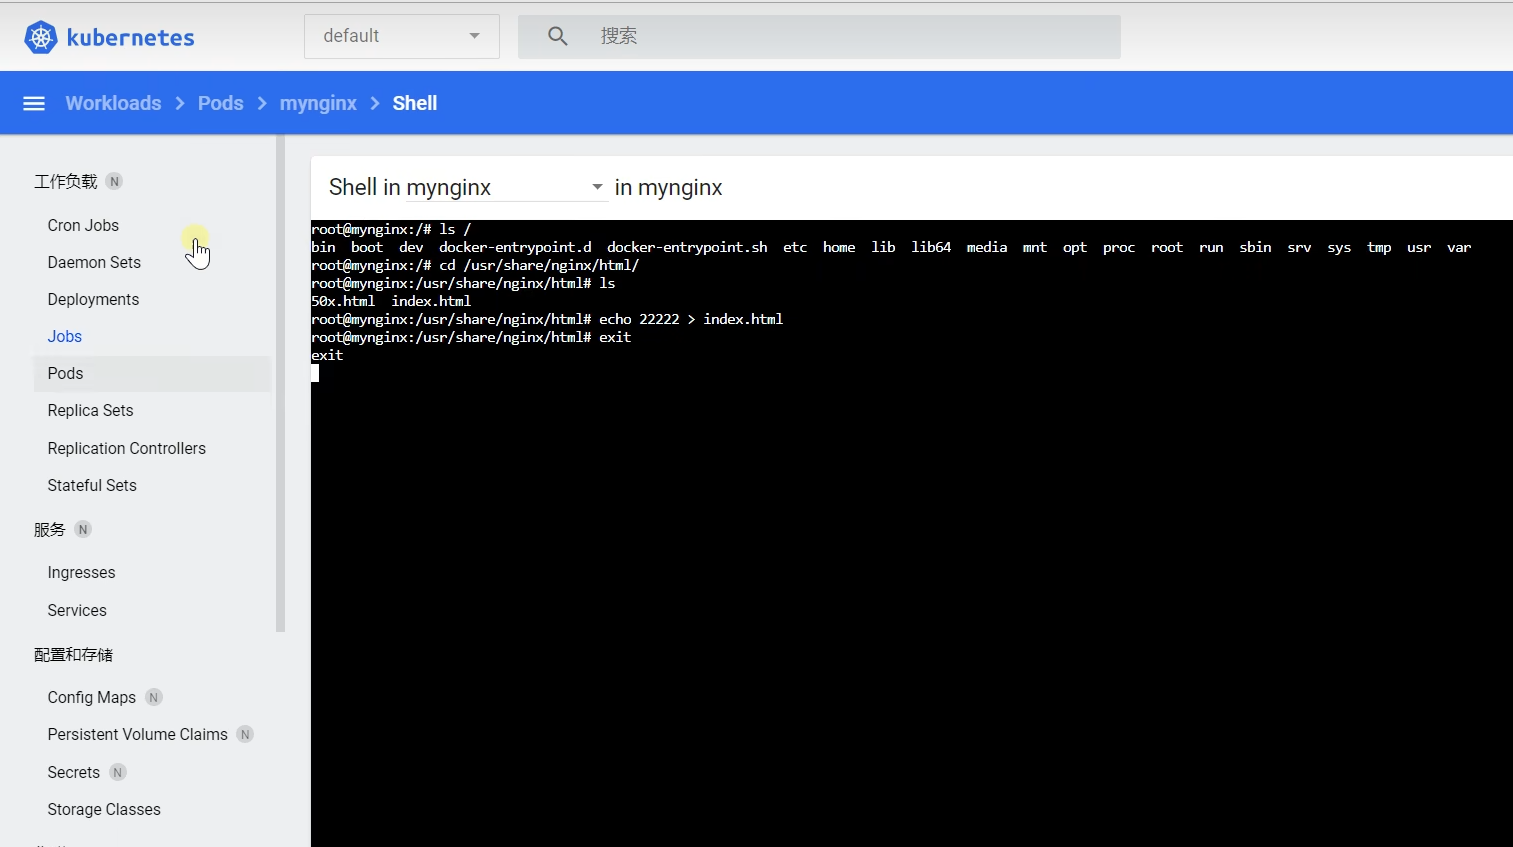 kubernetes
default
搜索
Workloads > Pods > mynginx > Shell
工作负载 N
Cron Jobs
Daemon Sets
Deployments
Jobs
Pods
Replica Sets
Replication Controllers
Stateful Sets
服务 N
Ingresses
Services
配置和存储
Config Maps N
Persistent Volume Claims N
Secrets N
Storage Classes
Shell in mynginx in mynginx
root@mynginx:/# ls /
bin boot dev docker-entrypoint.d docker-entrypoint.sh etc home lib lib64 media mnt opt proc root run sbin srv sys tmp usr var
root@mynginx:/# cd /usr/share/nginx/html/
root@mynginx:/usr/share/nginx/html# ls
50x.html index.html
root@mynginx:/usr/share/nginx/html# echo 22222 > index.html
root@mynginx:/usr/share/nginx/html# exit
exit